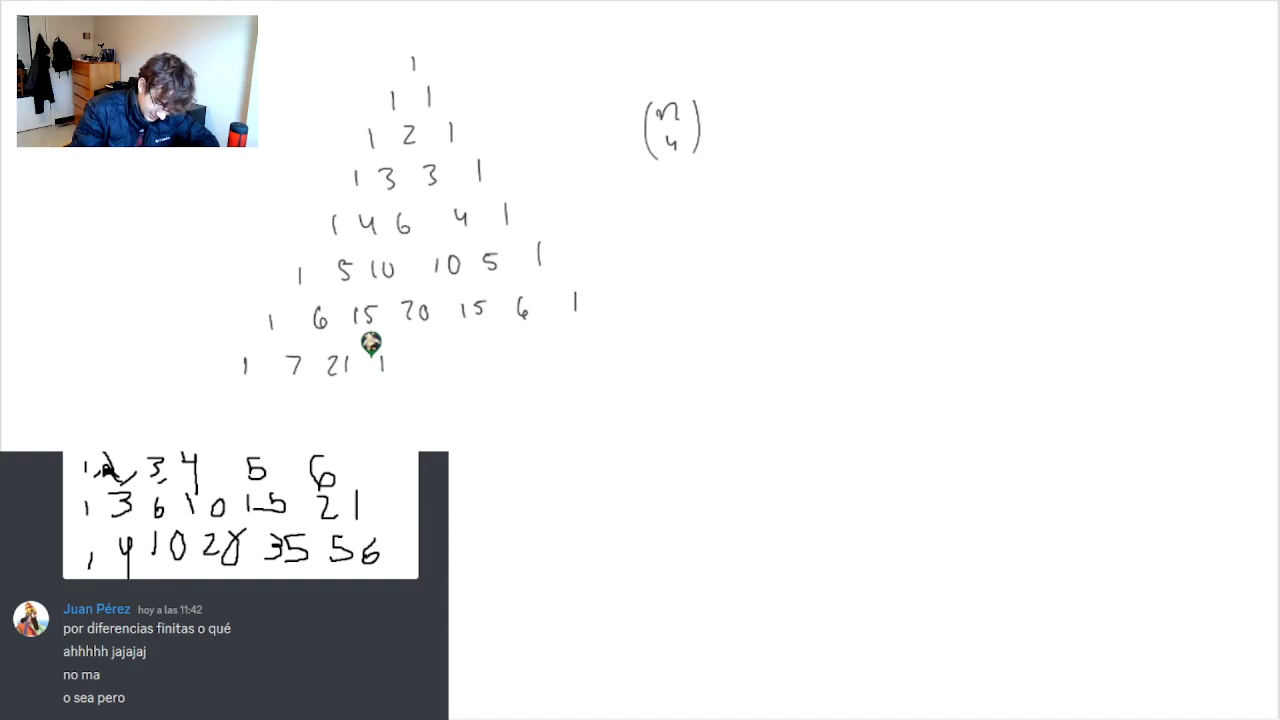 1
1 1
1 2 1
1 3 3 1
1 4 6 4 1
1 5 10 10 5 1
1 6 15 20 15 6 1
1 7 21 1
(n
4)
1, 2, 3, 4 5 6
1 3 6 10 15 21
1 4 10 20 35 56
Juan Pérez hoy a las 11:42
por diferencias finitas o qué
ahhhhh jajajaj
no ma
o sea pero